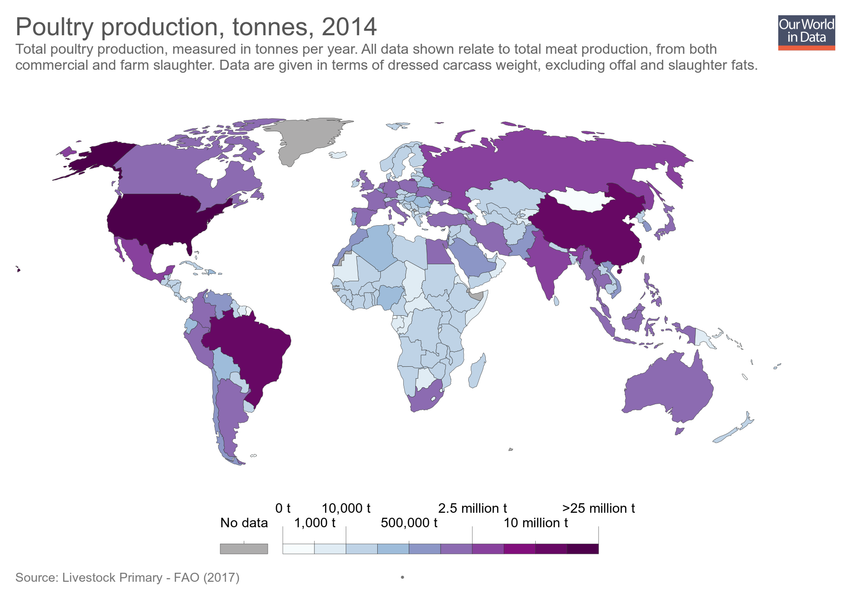 Poultry production, tonnes, 2014
Our World
in Data
Total poultry production, measured in tonnes per year. All data shown relate to total meat production, from both
commercial and farm slaughter. Data are given in terms of dressed carcass weight, excluding offal and slaughter fats.
0 t 10,000 t 2.5 million t >25 million t
No data 1,000 t 500,000 t 10 million t
Source: Livestock Primary - FAO (2017)